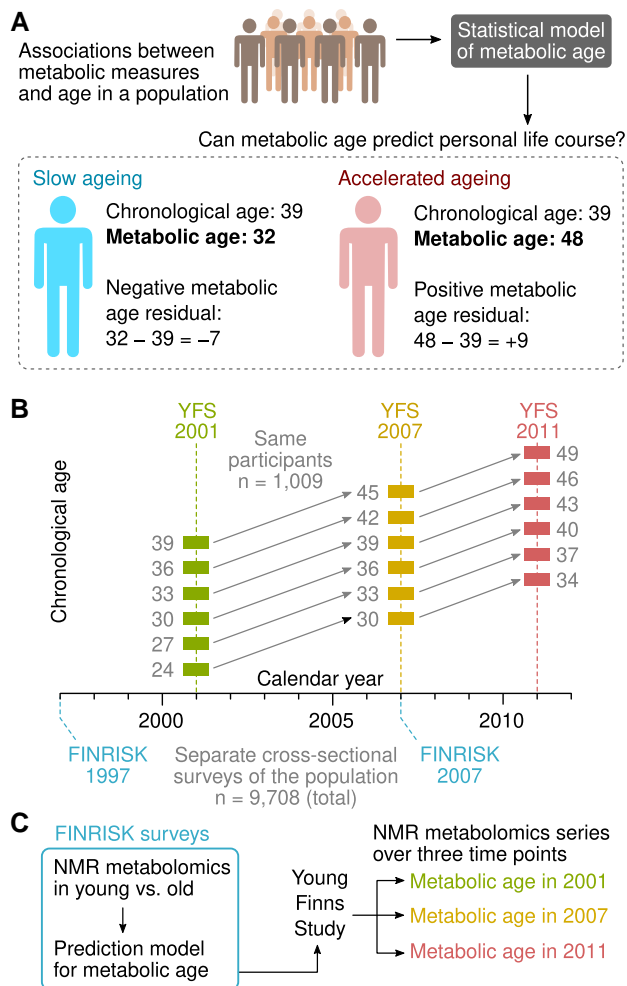 A
Associations between
metabolic measures
and age in a population
Statistical model
of metabolic age
Can metabolic age predict personal life course?
Slow ageing
Chronological age: 39
Metabolic age: 32
Negative metabolic
age residual:
32 – 39 = –7
Accelerated ageing
Chronological age: 39
Metabolic age: 48
Positive metabolic
age residual:
48 – 39 = +9
B
Chronological age
YFS
2001
YFS
2007
YFS
2011
Same
participants
n = 1,009
39
36
33
30
27
24
45
42
39
36
33
30
49
46
43
40
37
34
Calendar year
2000
2005
2010
FINRISK
1997
Separate cross-sectional
surveys of the population
n = 9,708 (total)
FINRISK
2007
C
FINRISK surveys
NMR metabolomics
in young vs. old
Prediction model
for metabolic age
Young
Finns
Study
NMR metabolomics series
over three time points
Metabolic age in 2001
Metabolic age in 2007
Metabolic age in 2011